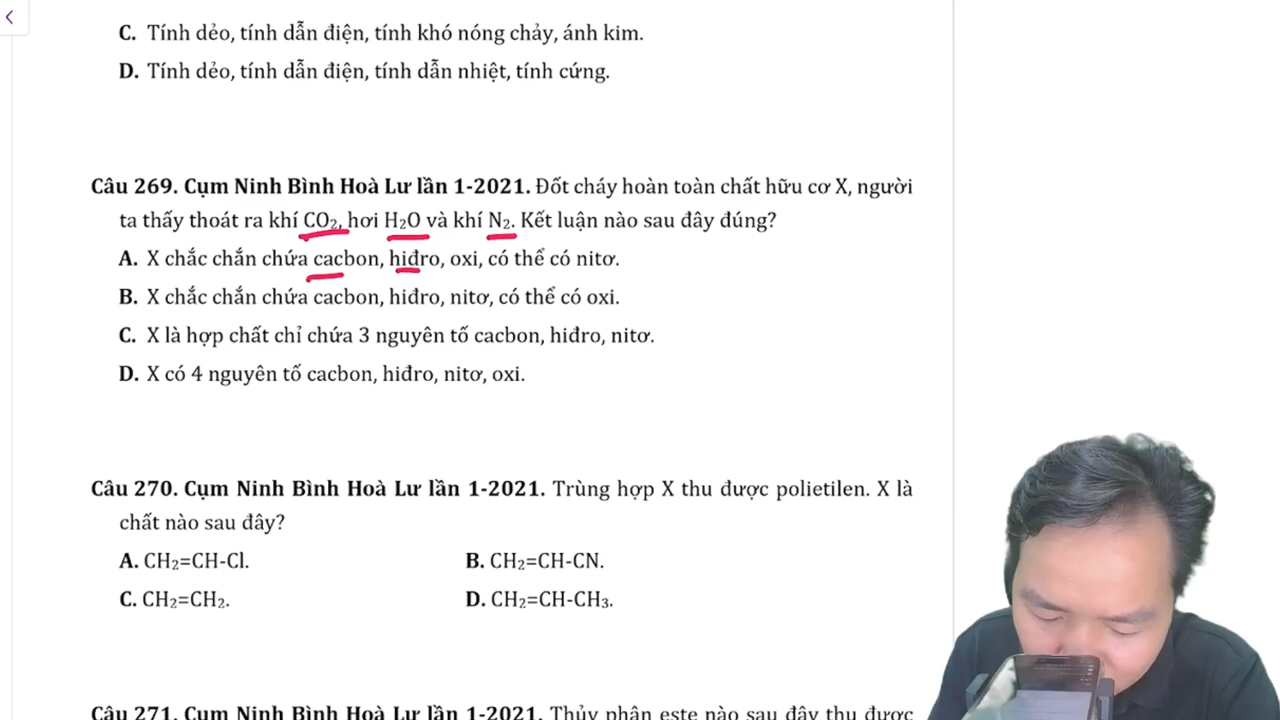 C. Tính dẻo, tính dẫn điện, tính khó nóng chảy, ánh kim.
D. Tính dẻo, tính dẫn điện, tính dẫn nhiệt, tính cứng.
Câu 269. Cụm Ninh Bình Hoà Lư lần 1-2021. Đốt cháy hoàn toàn chất hữu cơ X, người
ta thấy thoát ra khí CO₂, hơi H₂O và khí N₂. Kết luận nào sau đây đúng?
A. X chắc chắn chứa cacbon, hiđro, oxi, có thể có nitơ.
B. X chắc chắn chứa cacbon, hiđro, nitơ, có thể có oxi.
C. X là hợp chất chỉ chứa 3 nguyên tố cacbon, hiđro, nitơ.
D. X có 4 nguyên tố cacbon, hiđro, nitơ, oxi.
Câu 270. Cụm Ninh Bình Hoà Lư lần 1-2021. Trùng hợp X thu được polietilen. X là
chất nào sau đây?
A. CH₂=CH-Cl. B. CH₂=CH-CN.
C. CH₂=CH₂. D. CH₂=CH-CH₃.
Câu 271. Cụm Ninh Bình Hoà Lư lần 1-2021. Thủy phân este nào sau đây thu được